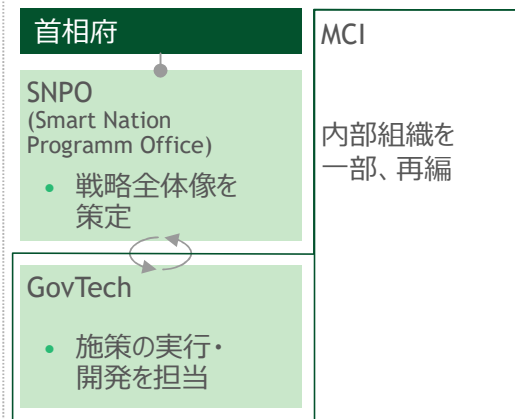 首相府
SNPO
(Smart Nation
Programm Office)
• 戦略全体像を
策定
GovTech
• 施策の実行・
開発を担当
MCI
内部組織を
一部、再編